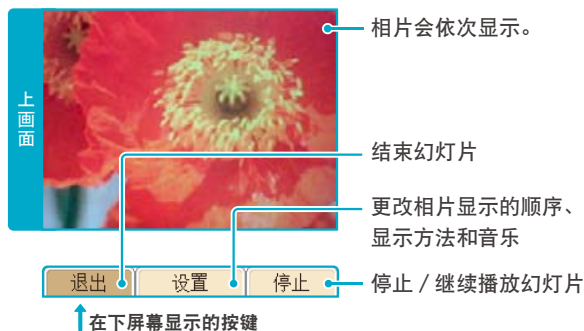 上画面
相片会依次显示。
结束幻灯片
更改相片显示的顺序、
显示方法和音乐
退出 设置 停止
停止 / 继续播放幻灯片
在下屏幕显示的按键